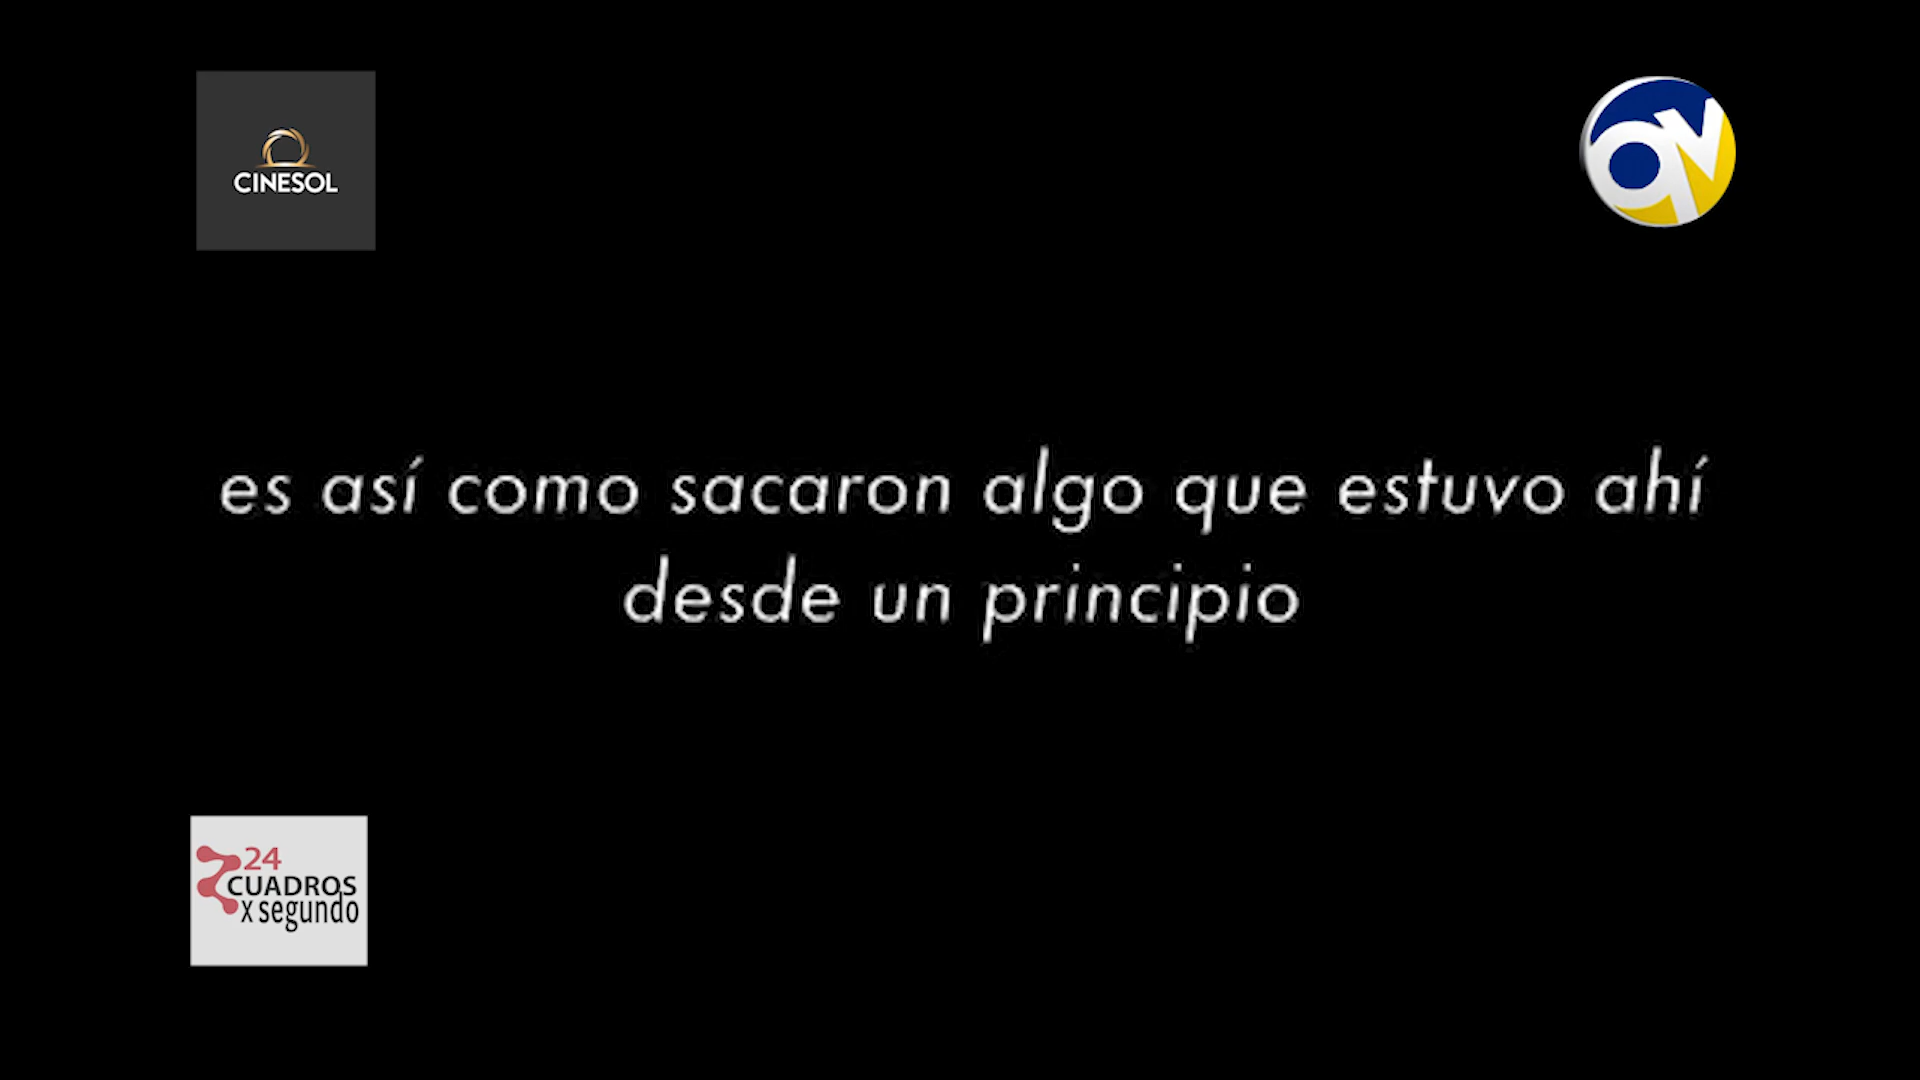 CINESOL
es así como sacaron algo que estuvo ahí
desde un principio
24
CUADROS
x segundo